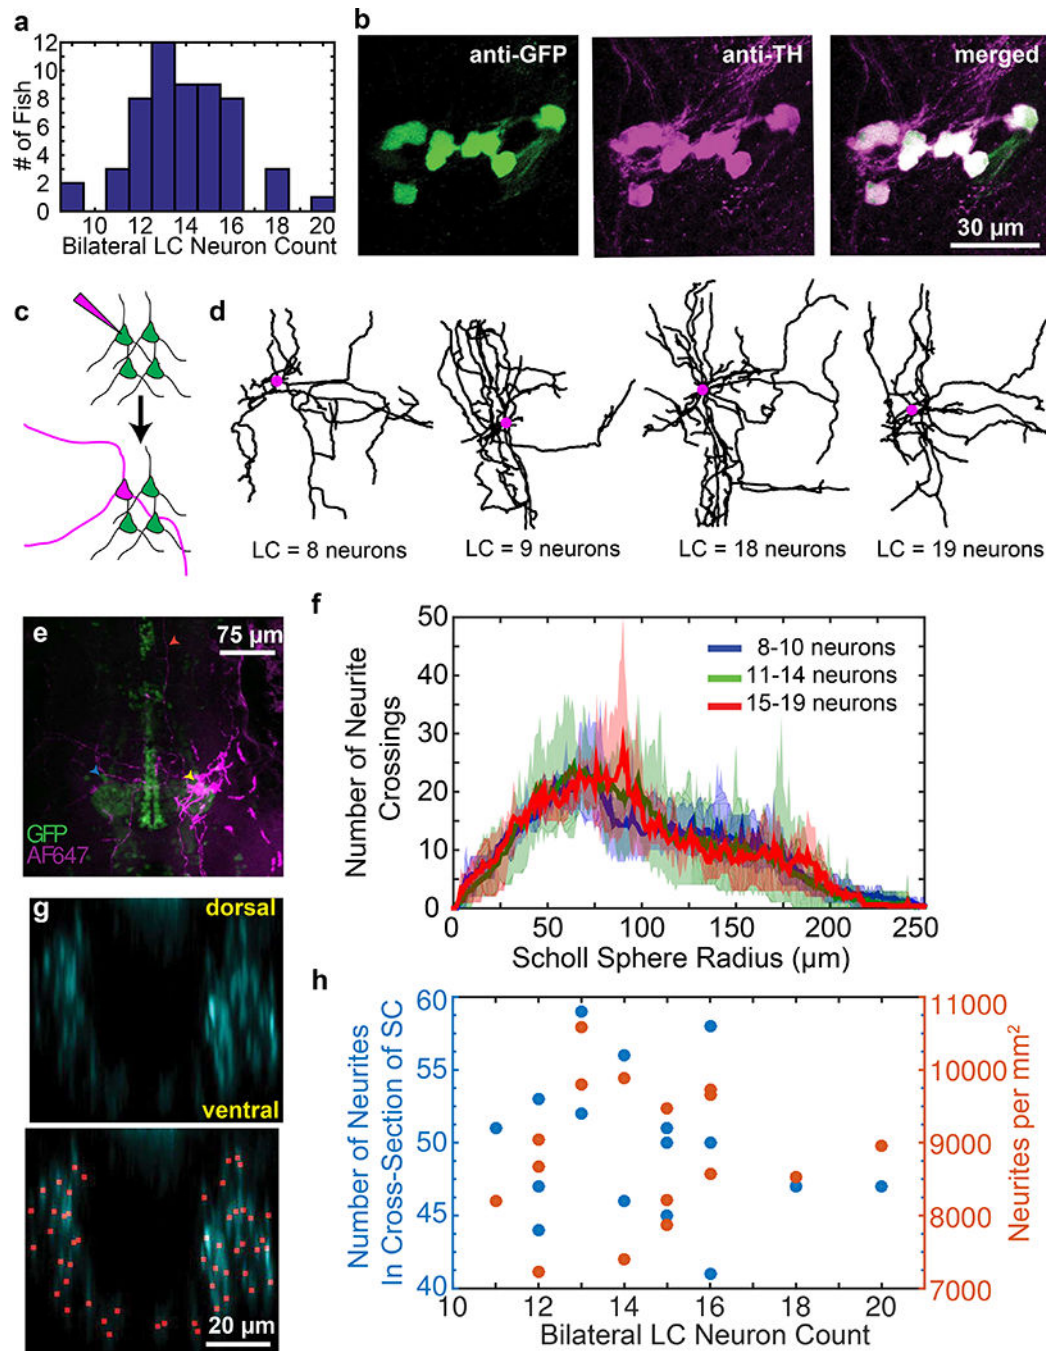 a
12
10
8
6
4
2
0
# of Fish
10 12 14 16 18 20
Bilateral LC Neuron Count
b
anti-GFP
anti-TH
merged
30 µm
c
d
LC = 8 neurons
LC = 9 neurons
LC = 18 neurons
LC = 19 neurons
e
75 µm
GFP
AF647
f
50
40
30
20
10
0
Number of Neurite
Crossings
8-10 neurons
11-14 neurons
15-19 neurons
0 50 100 150 200 250
Scholl Sphere Radius (µm)
g
dorsal
ventral
20 µm
h
60
55
50
45
40
Number of Neurites
In Cross-Section of SC
11000
10000
9000
8000
7000
Neurites per mm²
10 12 14 16 18 20
Bilateral LC Neuron Count